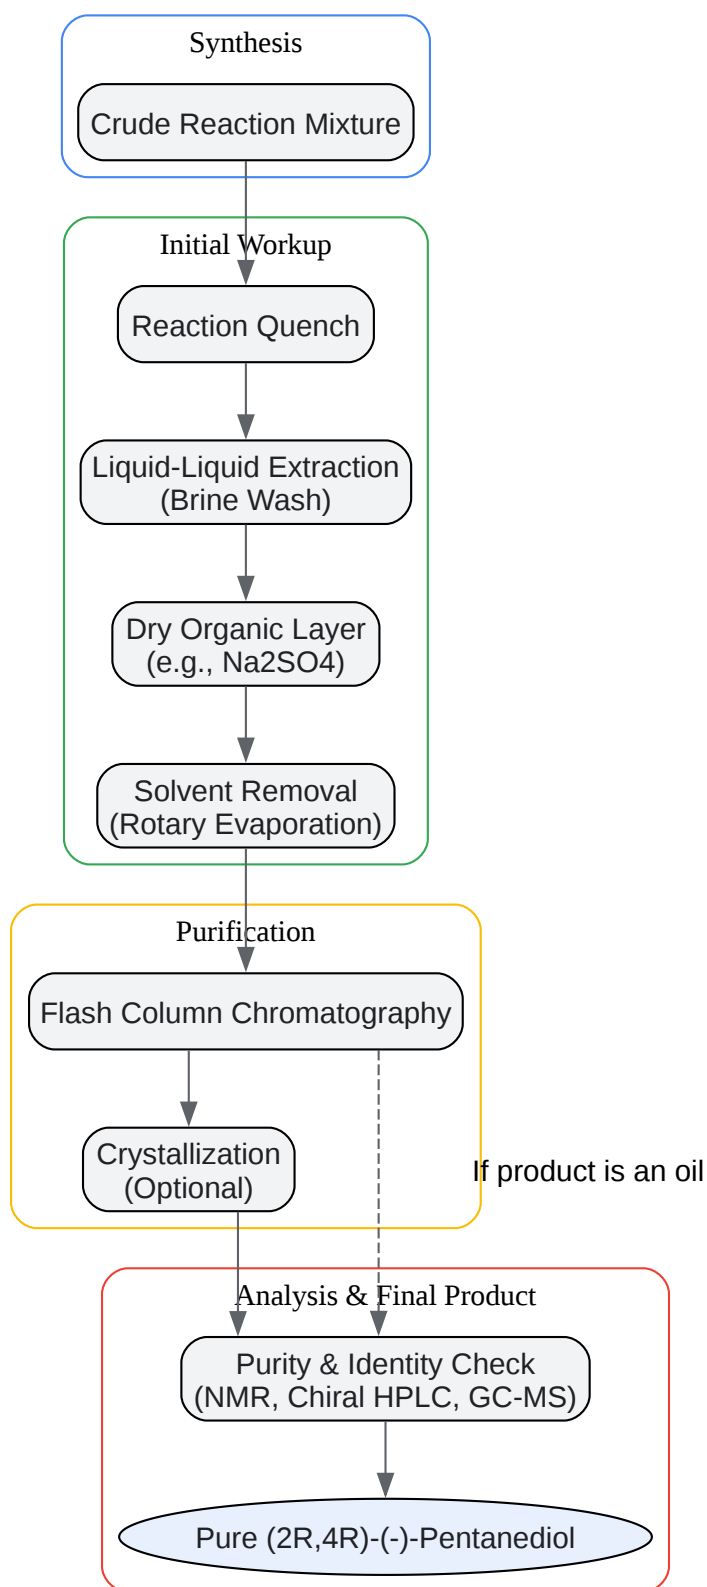 Synthesis
Crude Reaction Mixture
Initial Workup
Reaction Quench
Liquid-Liquid Extraction
(Brine Wash)
Dry Organic Layer
(e.g., Na2SO4)
Solvent Removal
(Rotary Evaporation)
Purification
Flash Column Chromatography
Crystallization
(Optional)
If product is an oil
Analysis & Final Product
Purity & Identity Check
(NMR, Chiral HPLC, GC-MS)
Pure (2R,4R)-(-)-Pentanediol